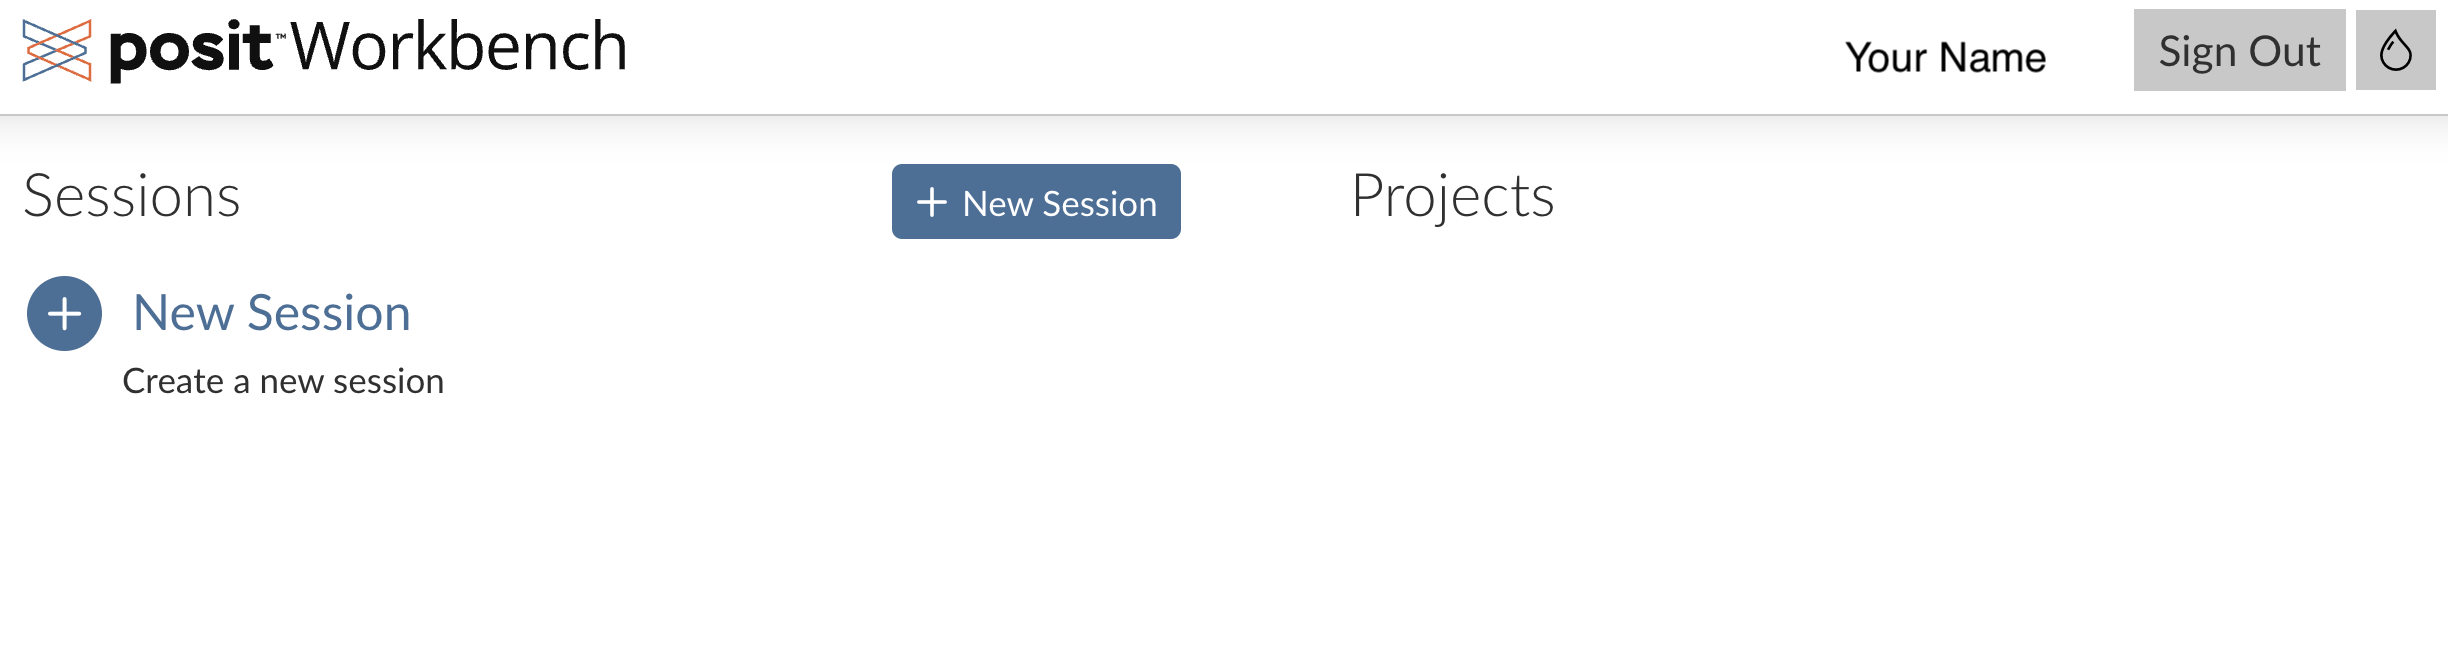 posit™ Workbench
Your Name
Sign Out
Sessions
+ New Session
Projects
+ New Session
Create a new session